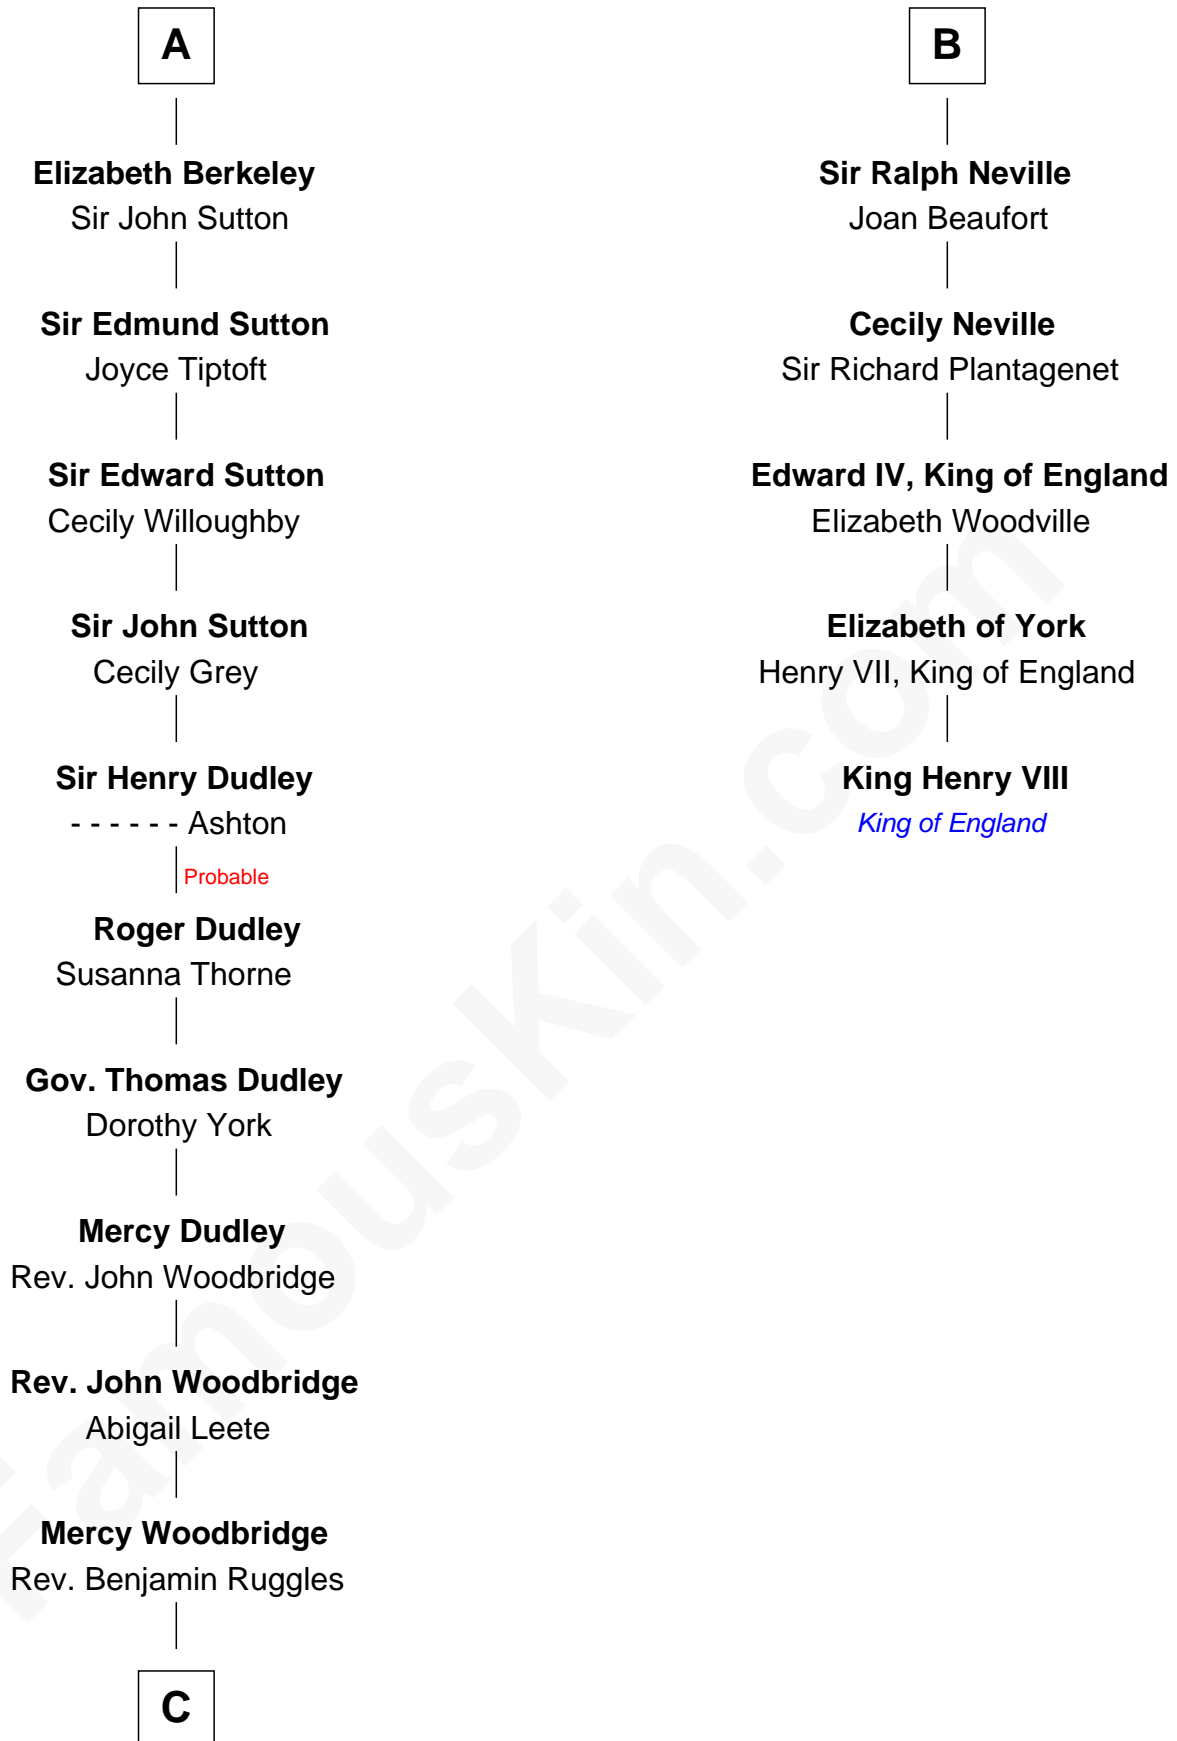 A
Elizabeth Berkeley
Sir John Sutton
Sir Edmund Sutton
Joyce Tiptoft
Sir Edward Sutton
Cecily Willoughby
Sir John Sutton
Cecily Grey
Sir Henry Dudley
- - - - - - Ashton
Probable
Roger Dudley
Susanna Thorne
Gov. Thomas Dudley
Dorothy York
Mercy Dudley
Rev. John Woodbridge
Rev. John Woodbridge
Abigail Leete
Mercy Woodbridge
Rev. Benjamin Ruggles
C
B
Sir Ralph Neville
Joan Beaufort
Cecily Neville
Sir Richard Plantagenet
Edward IV, King of England
Elizabeth Woodville
Elizabeth of York
Henry VII, King of England
King Henry VIII
King of England
FamousKin.com